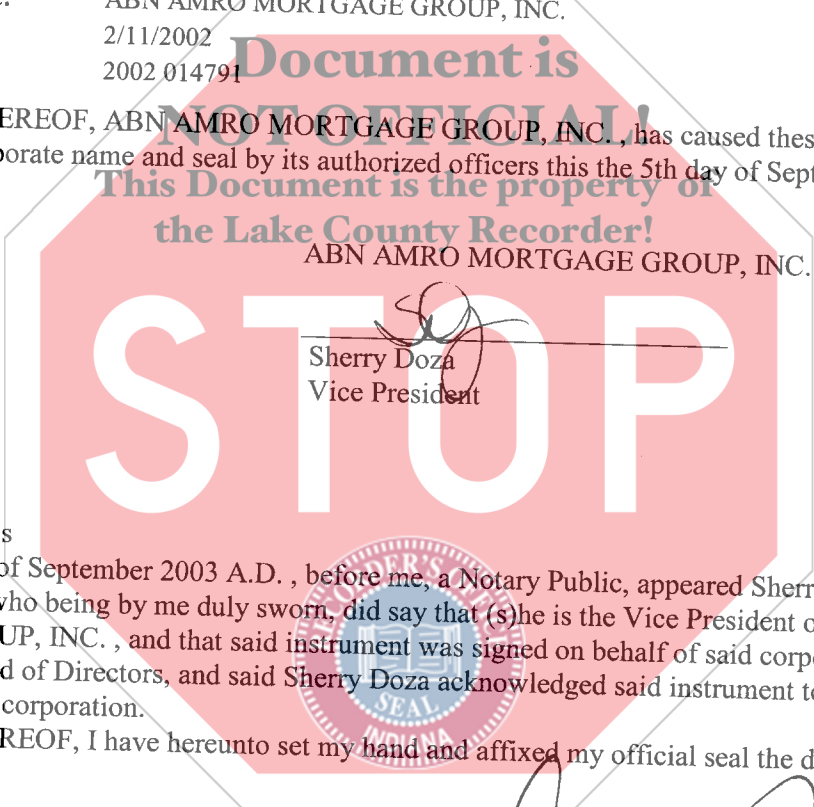 ABN AMRO MORTGAGE GROUP, INC.
2/11/2002
2002 014791
Document is
NOT OFFICIAL!
EREOF, ABN AMRO MORTGAGE GROUP, INC. , has caused thes
porate name and seal by its authorized officers this the 5th day of Sept
This Document is the property of
the Lake County Recorder!
ABN AMRO MORTGAGE GROUP, INC.
STOP
Sherry Doza
Vice President
s
of September 2003 A.D. , before me, a Notary Public, appeared Sherr
who being by me duly sworn, did say that (s)he is the Vice President o
UP, INC. , and that said instrument was signed on behalf of said corp
d of Directors, and said Sherry Doza acknowledged said instrument to
corporation.
REOF, I have hereunto set my hand and affixed my official seal the d
SEAL
INDIANA